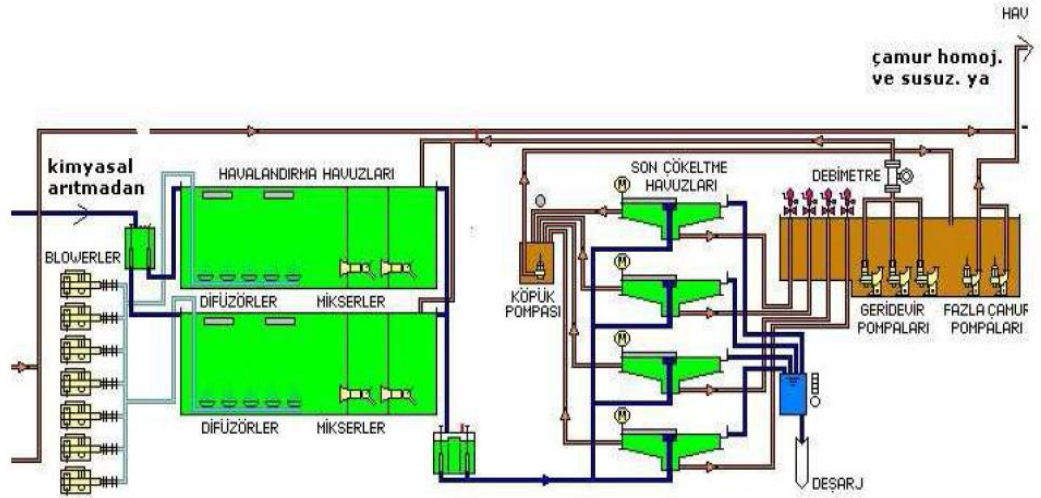 HAV
çamur homoj.
ve susuz. ya
kimyasal
arıtmadan
HAVALANDIRMA HAVUZLARI
SON ÇÖKELTME
HAVUZLARI
DEBİMETRE
M
BLOWERLER
DİFÜZÖRLER
MİKSERLER
KÖPÜK
POMPASI
M
GERİDEVİR
POMPALARI
FAZLA ÇAMUR
POMPALARI
M
M
DİFÜZÖRLER
MİKSERLER
DEŞARJ